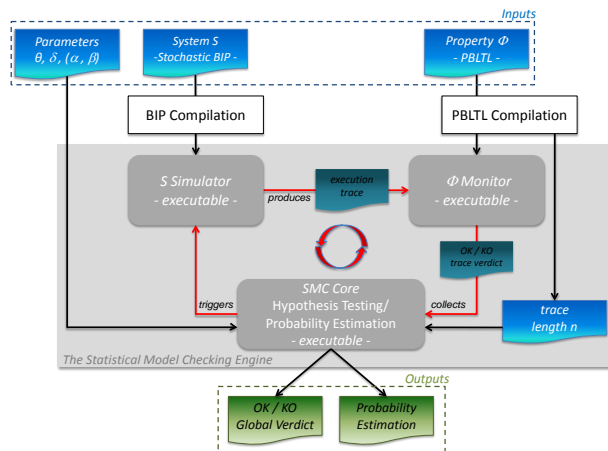 Inputs
Parameters
θ, δ, (α, β)
System S
-Stochastic BIP -
Property Φ
- PBLTL -
BIP Compilation
PBLTL Compilation
S Simulator
- executable -
produces
execution
trace
Φ Monitor
- executable -
OK / KO
trace verdict
triggers
SMC Core
Hypothesis Testing/
Probability Estimation
- executable -
collects
trace
length n
The Statistical Model Checking Engine
Outputs
OK / KO
Global Verdict
Probability
Estimation